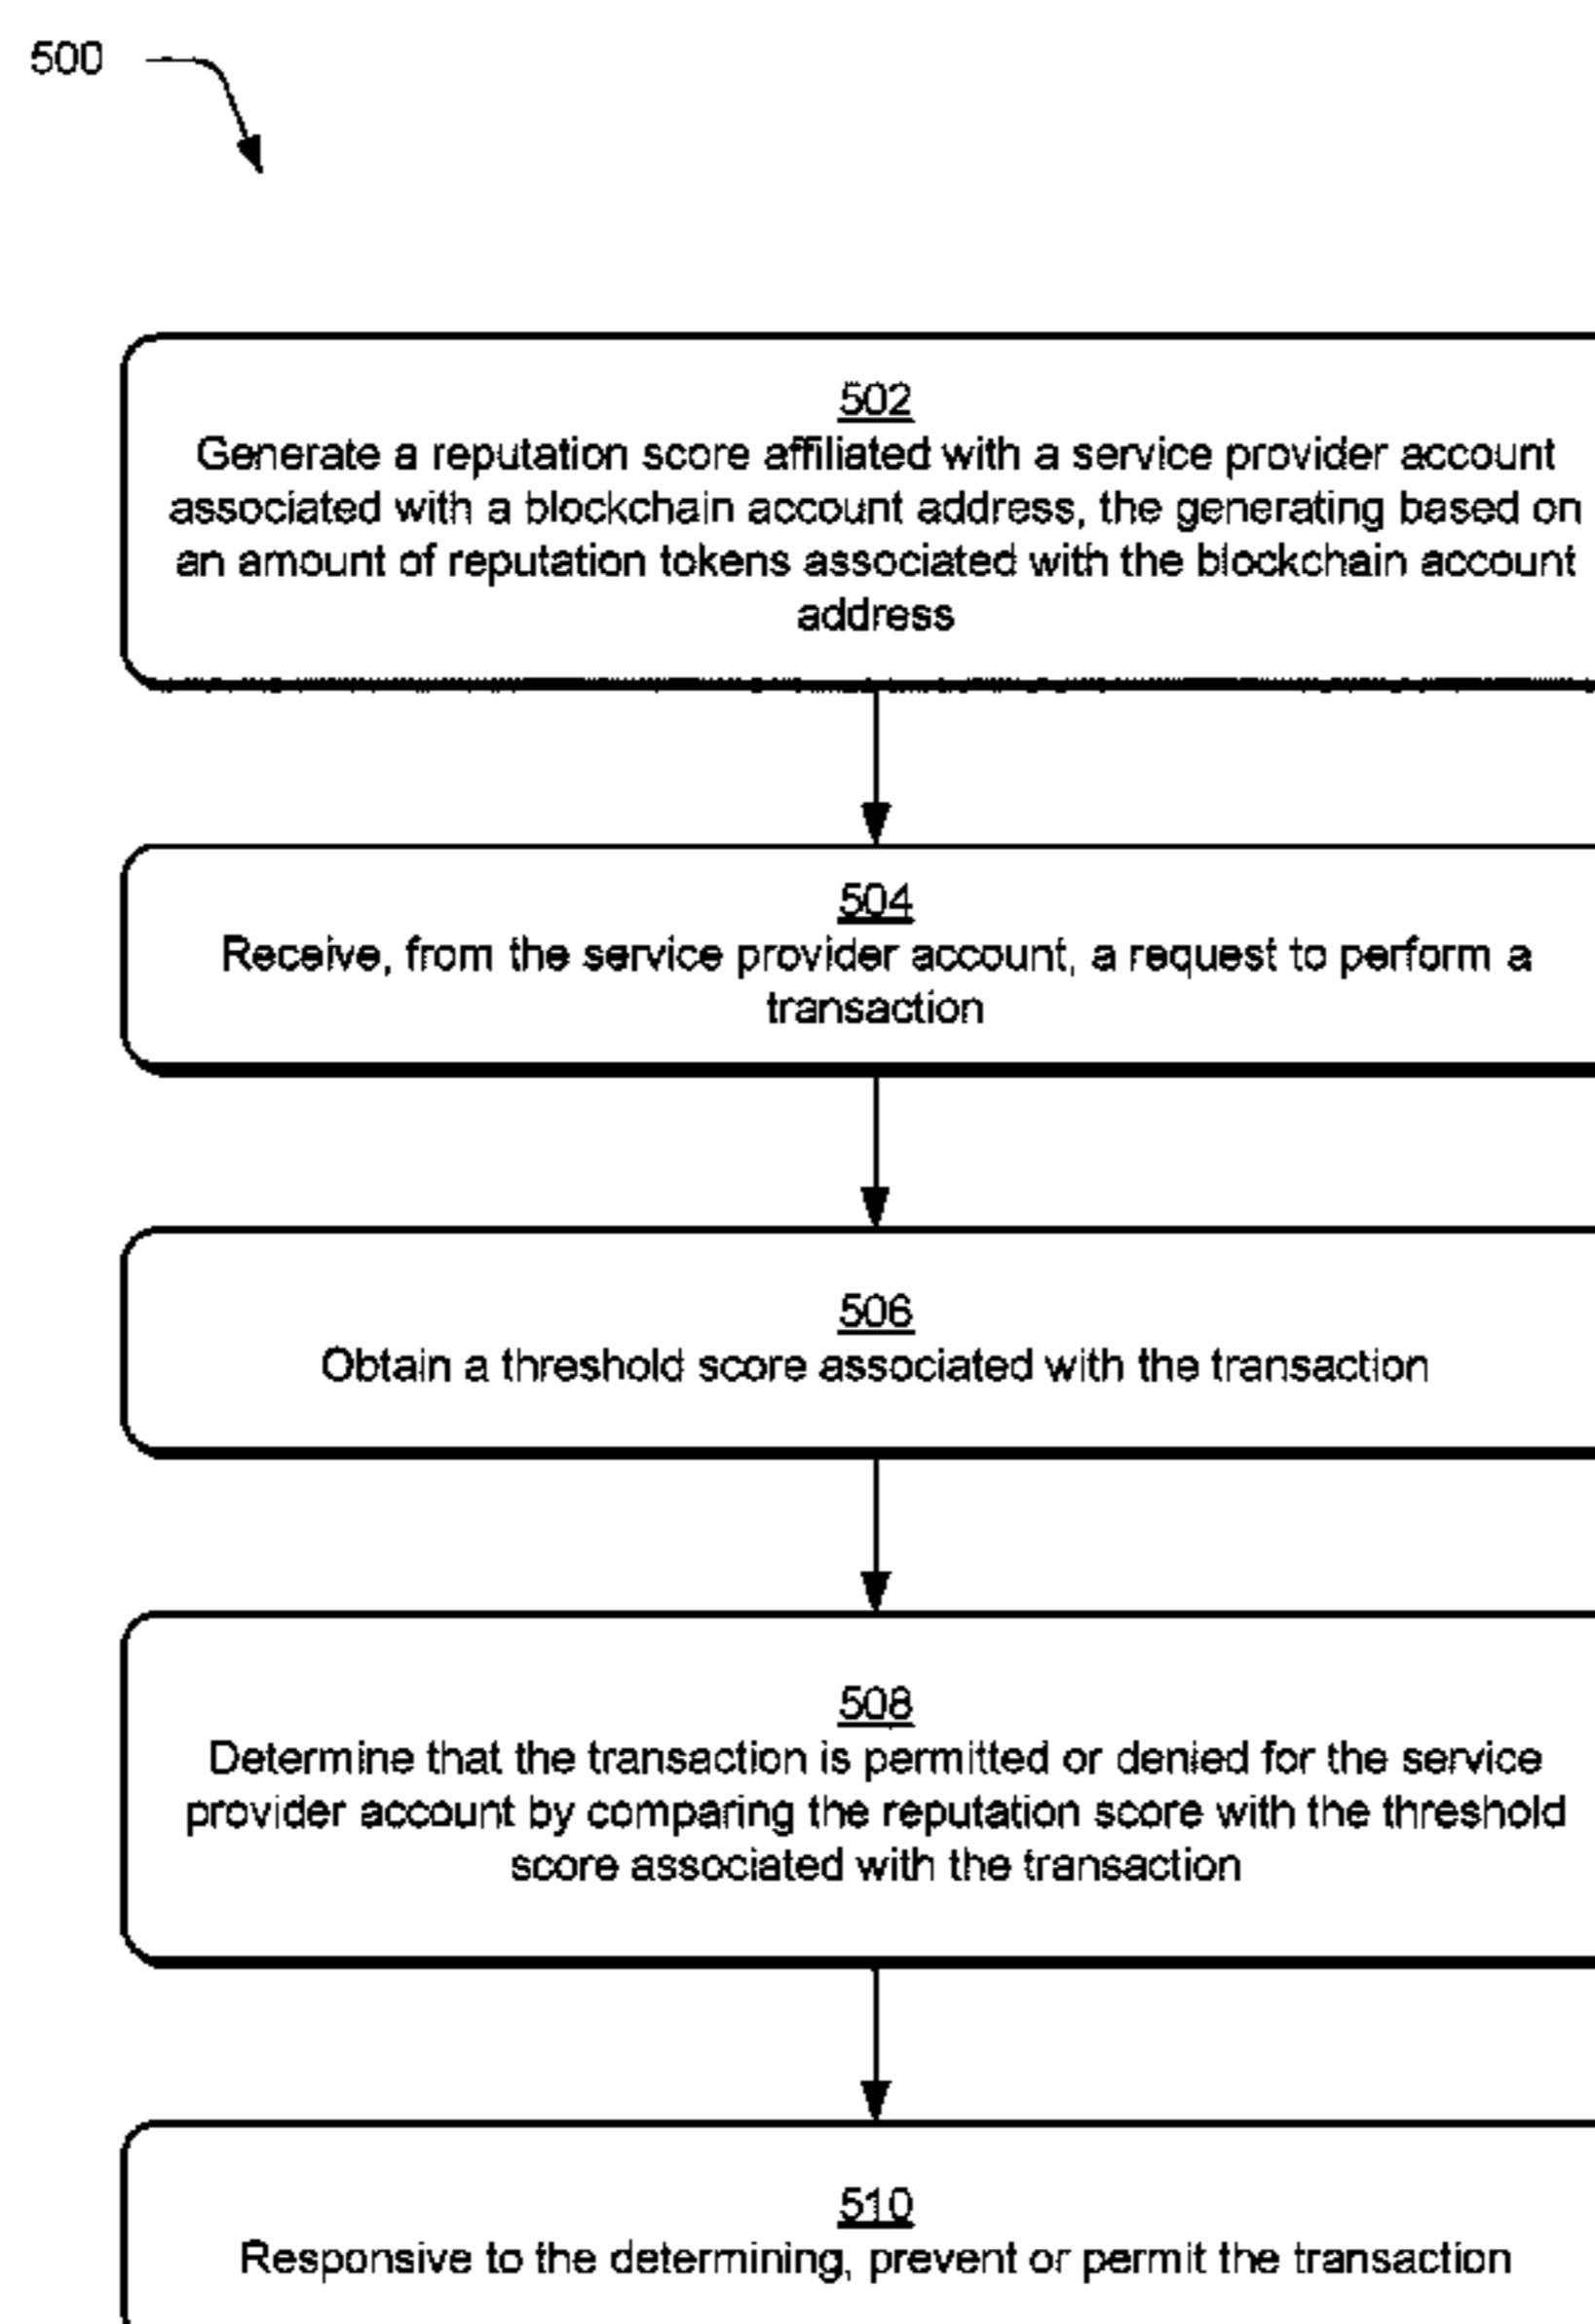 500
502
Generate a reputation score affiliated with a service provider account
associated with a blockchain account address, the generating based on
an amount of reputation tokens associated with the blockchain account
address
504
Receive, from the service provider account, a request to perform a
transaction
506
Obtain a threshold score associated with the transaction
508
Determine that the transaction is permitted or denied for the service
provider account by comparing the reputation score with the threshold
score associated with the transaction
510
Responsive to the determining, prevent or permit the transaction